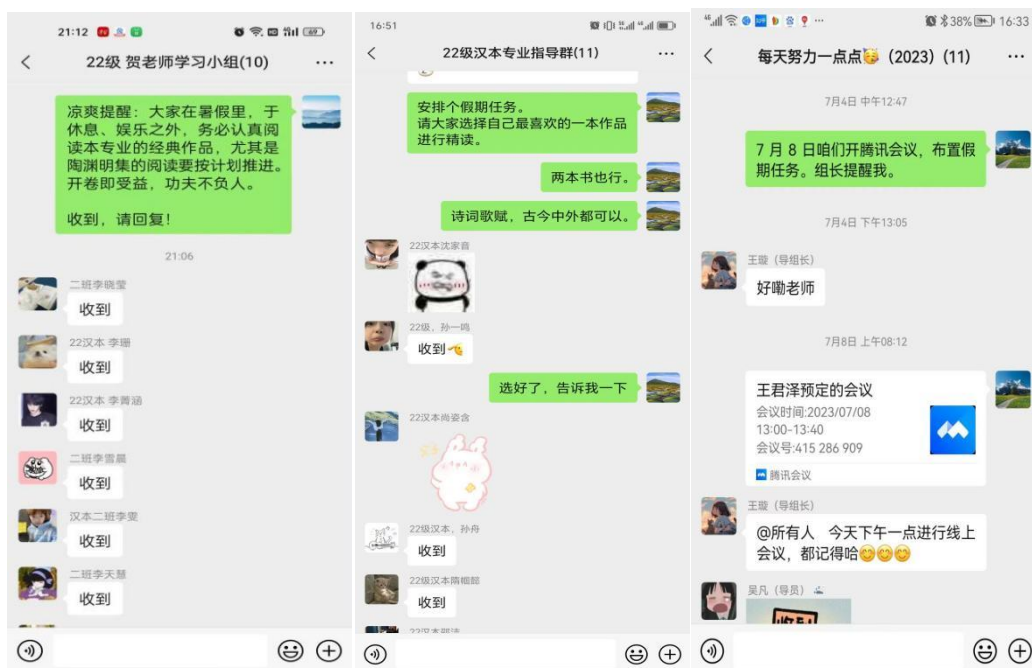 21:12
22级 贺老师学习小组(10)
凉爽提醒：大家在暑假里，于
休息、娱乐之外，务必认真阅
读本专业的经典作品，尤其是
陶渊明集的阅读要按计划推进。
开卷即受益，功夫不负人。
收到，请回复！
21:06
二班李晓莹
收到
22汉本 李珊
收到
22汉本 李菁涵
收到
二班李雪晨
收到
汉本二班李雯
收到
二班李天慧
收到
16:51
22级汉本专业指导群(11)
安排个假期任务。
请大家选择自己最喜欢的一本作品
进行精读。
两本书也行。
诗词歌赋，古今中外都可以。
22汉本沈家音
22级，孙一鸣
收到
选好了，告诉我一下
22汉本尚姿含
22级汉本，孙舟
收到
22级汉本隋帼懿
收到
38% 16:33
每天努力一点点 (2023) (11)
7月4日 中午12:47
7 月 8 日咱们开腾讯会议，布置假
期任务。组长提醒我。
7月4日 下午13:05
王璇（导组长）
好嘞老师
7月8日 上午08:12
王君泽预定的会议
会议时间:2023/07/08
13:00-13:40
会议号:415 286 909
腾讯会议
王璇（导组长）
@所有人 今天下午一点进行线上
会议，都记得哈
吴凡（导员）